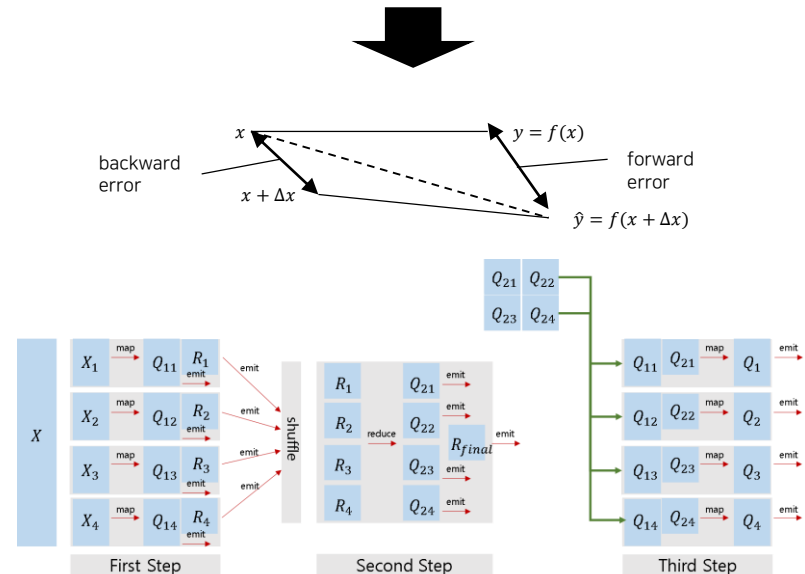 x
y = f(x)
backward
error
forward
error
x + Δx
ŷ = f(x + Δx)
Q₂₁ Q₂₂
Q₂₃ Q₂₄
X
X₁ map Q₁₁ R₁ emit
emit
X₂ map Q₁₂ R₂ emit
emit
X₃ map Q₁₃ R₃ emit
emit
X₄ map Q₁₄ R₄ emit
emit
shuffle
R₁ Q₂₁ emit
R₂ Q₂₂ emit
reduce
R_final emit
R₃ Q₂₃ emit
R₄ Q₂₄ emit
Q₁₁ Q₂₁ map Q₁ emit
Q₁₂ Q₂₂ map Q₂ emit
Q₁₃ Q₂₃ map Q₃ emit
Q₁₄ Q₂₄ map Q₄ emit
First Step
Second Step
Third Step